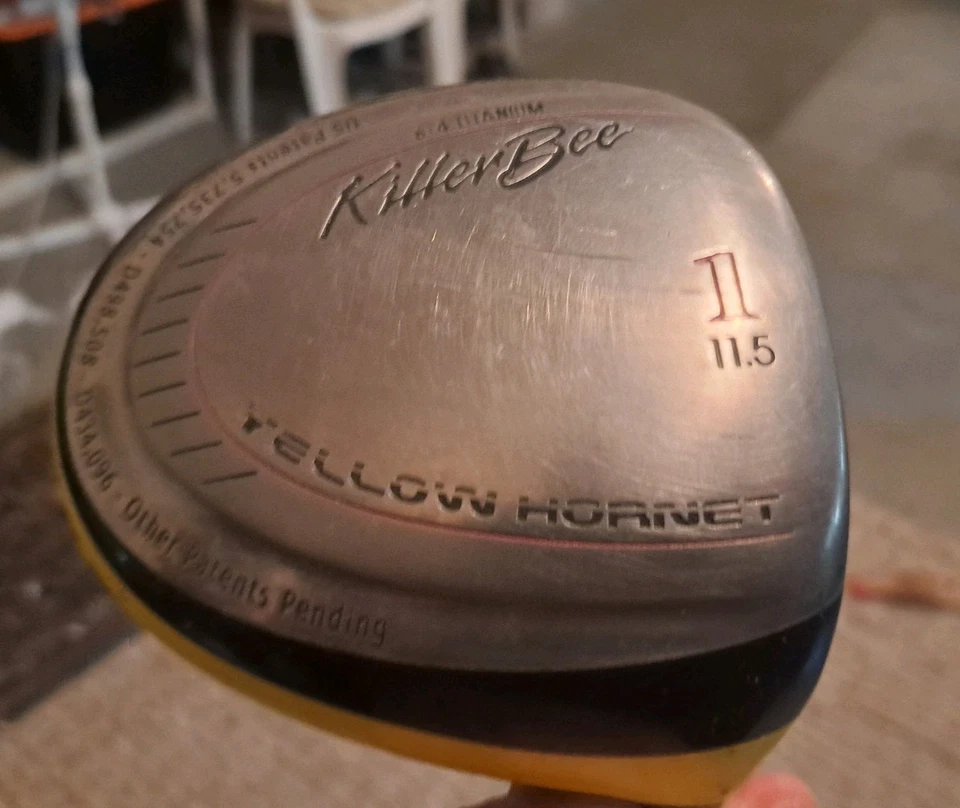 6-4 TITANIUM
KillerBee
1
11.5
YELLOW HORNET
US Patents 5,735,754 - D498,508 - D434,096 - Other Patents Pending